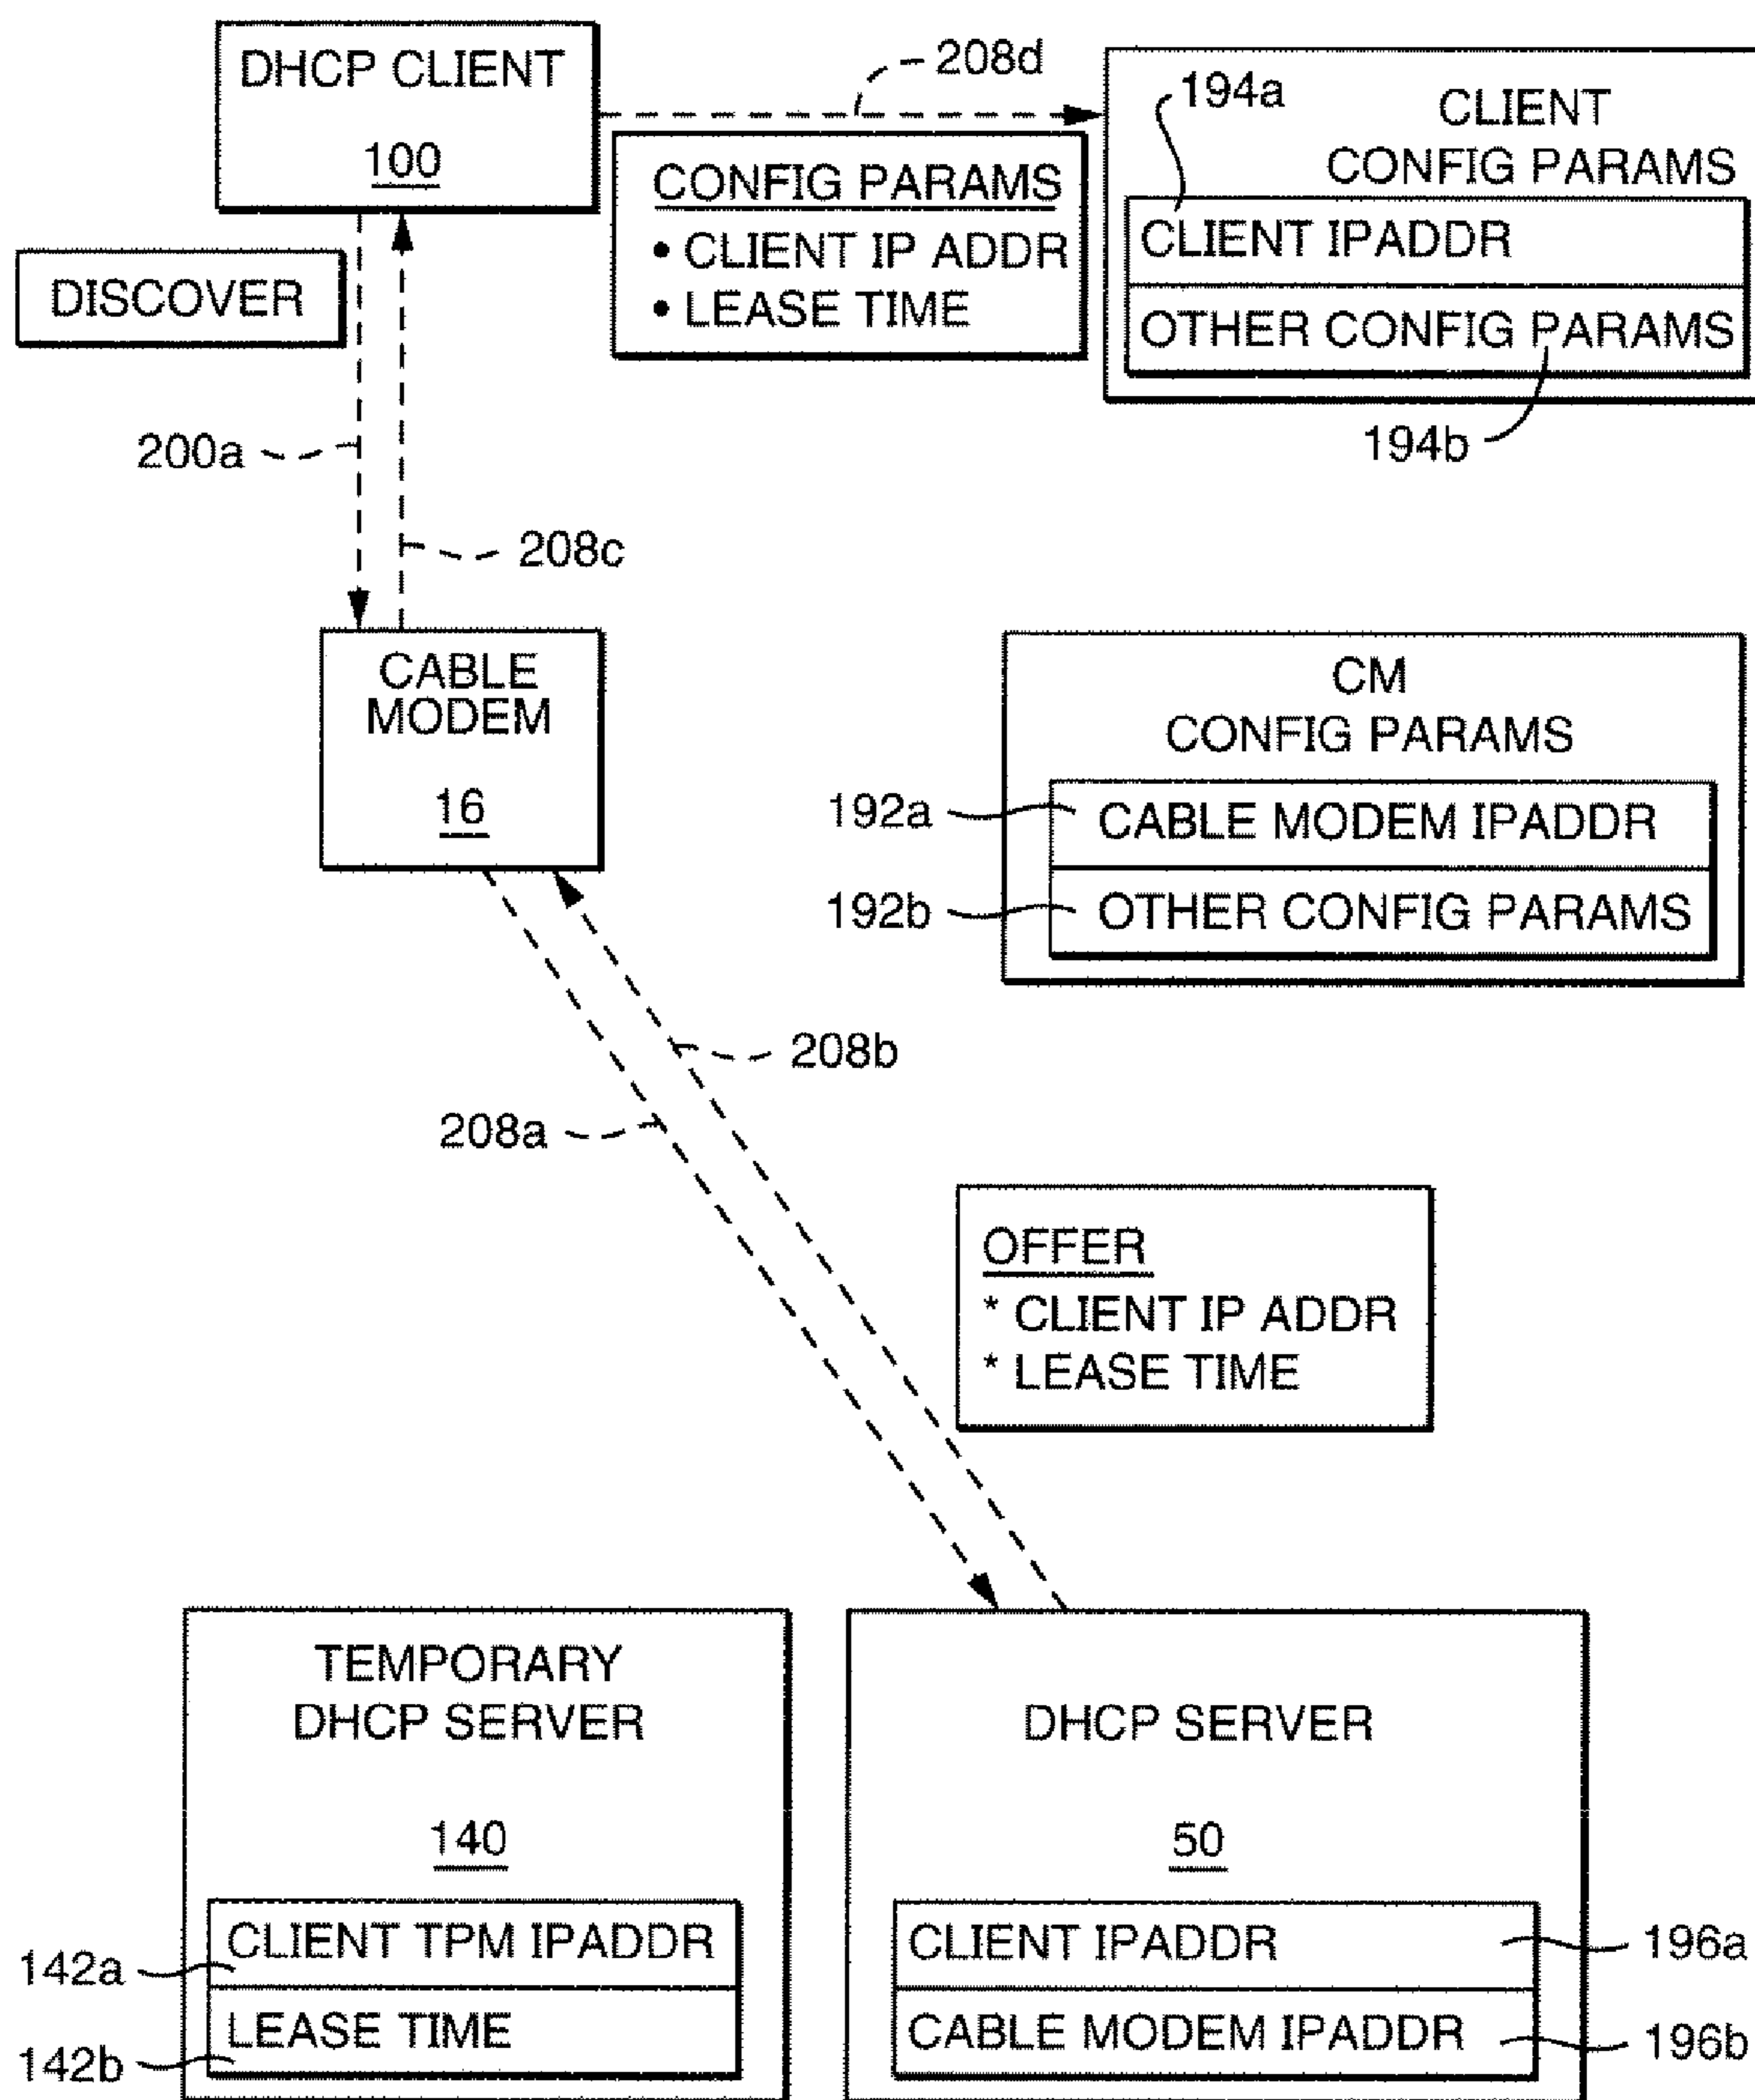 DHCP CLIENT
100
208d
CONFIG PARAMS
• CLIENT IP ADDR
• LEASE TIME
194a
CLIENT
CONFIG PARAMS
CLIENT IPADDR
OTHER CONFIG PARAMS
194b
DISCOVER
200a
208c
CABLE
MODEM
16
CM
CONFIG PARAMS
192a
CABLE MODEM IPADDR
192b
OTHER CONFIG PARAMS
208b
208a
OFFER
* CLIENT IP ADDR
* LEASE TIME
TEMPORARY
DHCP SERVER
140
142a
CLIENT TPM IPADDR
142b
LEASE TIME
DHCP SERVER
50
CLIENT IPADDR
196a
CABLE MODEM IPADDR
196b